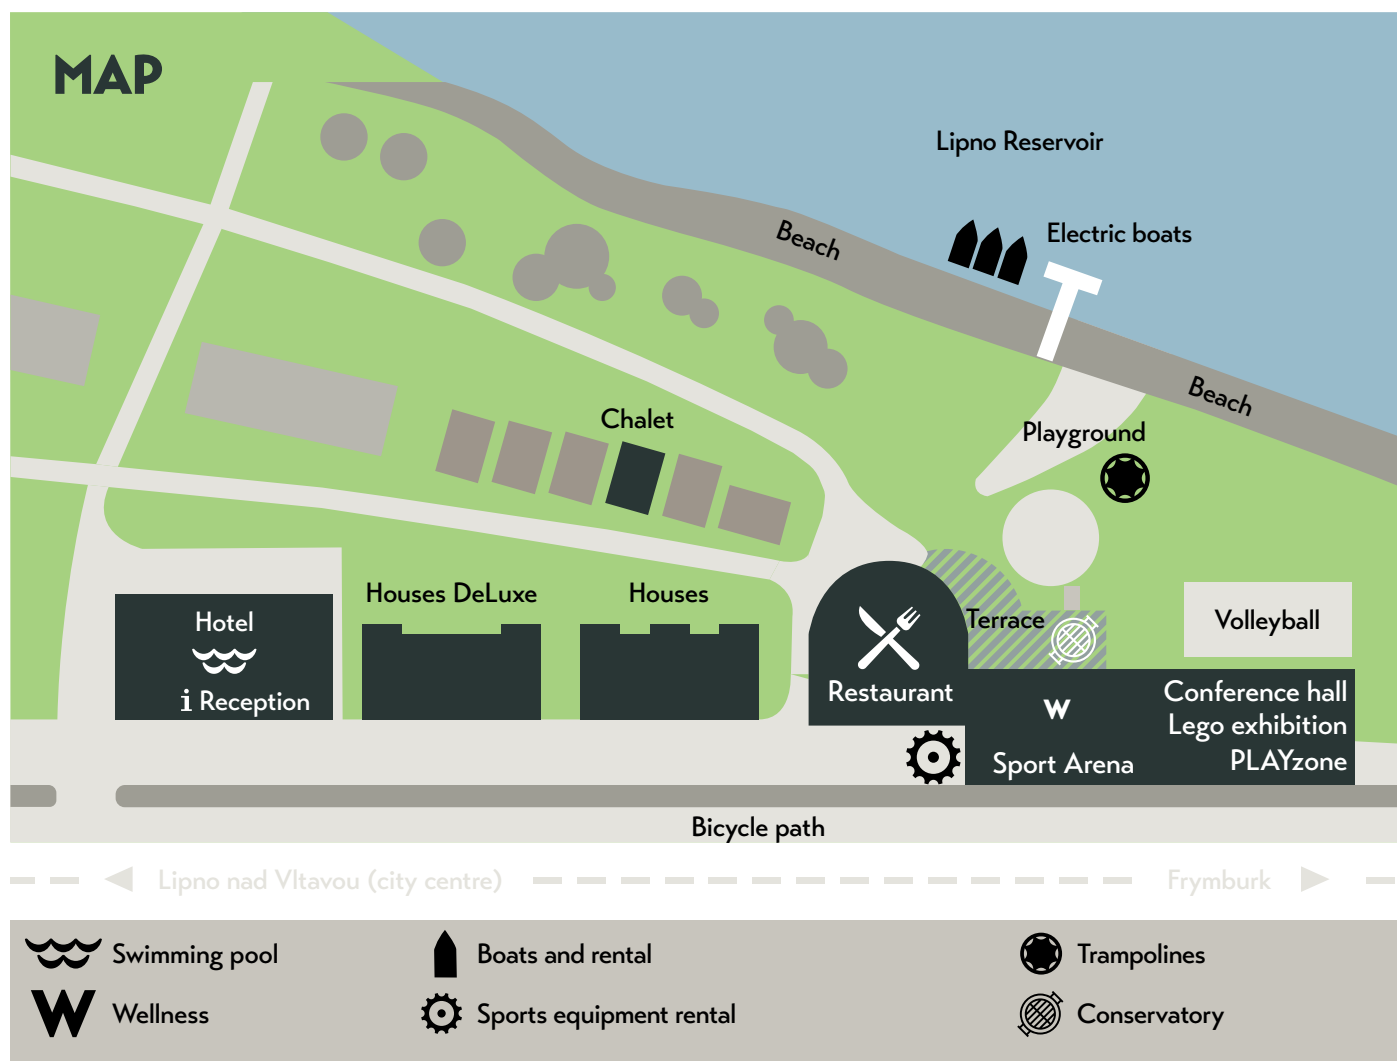 MAP
Lipno Reservoir
Beach
Electric boats
Beach
Chalet
Playground
Houses DeLuxe
Houses
Hotel
i Reception
Terrace
Volleyball
Restaurant
W
Conference hall
Lego exhibition
PLAYzone
Sport Arena
Bicycle path
Lipno nad Vltavou (city centre)
Frymburk
Swimming pool
Boats and rental
Trampolines
W Wellness
Sports equipment rental
Conservatory